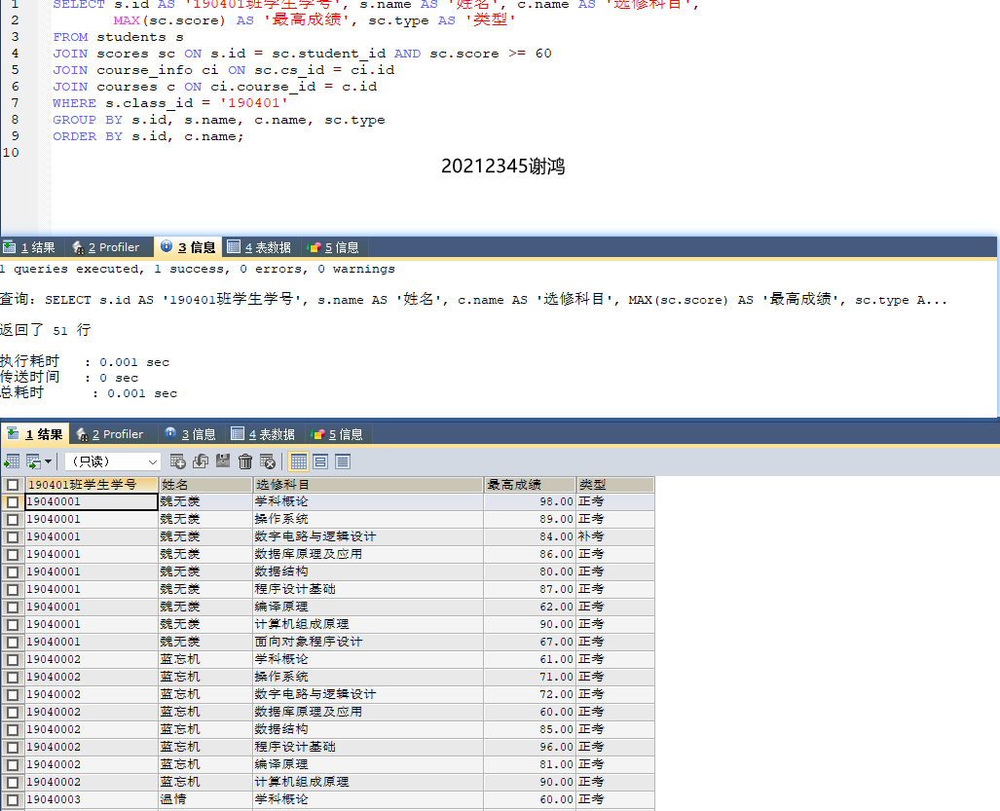 1 SELECT s.id AS '190401班学生学号', s.name AS '姓名', c.name AS '选修科目',
2 MAX(sc.score) AS '最高成绩', sc.type AS '类型'
3 FROM students s
4 JOIN scores sc ON s.id = sc.student_id AND sc.score >= 60
5 JOIN course_info ci ON sc.cs_id = ci.id
6 JOIN courses c ON ci.course_id = c.id
7 WHERE s.class_id = '190401'
8 GROUP BY s.id, s.name, c.name, sc.type
9 ORDER BY s.id, c.name;
10
20212345谢鸿
1 结果 2 Profiler 3 信息 4 表数据 5 信息
1 queries executed, 1 success, 0 errors, 0 warnings
查询: SELECT s.id AS '190401班学生学号', s.name AS '姓名', c.name AS '选修科目', MAX(sc.score) AS '最高成绩', sc.type A...
返回了 51 行
执行耗时 : 0.001 sec
传送时间 : 0 sec
总耗时 : 0.001 sec
1 结果 2 Profiler 3 信息 4 表数据 5 信息
(只读)
190401班学生学号 姓名 选修科目 最高成绩 类型
19040001 魏无羨 学科概论 98.00 正考
19040001 魏无羨 操作系统 89.00 正考
19040001 魏无羨 数字电路与逻辑设计 84.00 补考
19040001 魏无羨 数据库原理及应用 86.00 正考
19040001 魏无羨 数据结构 80.00 正考
19040001 魏无羨 程序设计基础 87.00 正考
19040001 魏无羨 编译原理 62.00 正考
19040001 魏无羨 计算机组成原理 90.00 正考
19040001 魏无羨 面向对象程序设计 67.00 正考
19040002 蓝忘机 学科概论 61.00 正考
19040002 蓝忘机 操作系统 71.00 正考
19040002 蓝忘机 数字电路与逻辑设计 72.00 正考
19040002 蓝忘机 数据库原理及应用 60.00 正考
19040002 蓝忘机 数据结构 85.00 正考
19040002 蓝忘机 程序设计基础 96.00 正考
19040002 蓝忘机 编译原理 81.00 正考
19040002 蓝忘机 计算机组成原理 90.00 正考
19040003 温情 学科概论 60.00 正考